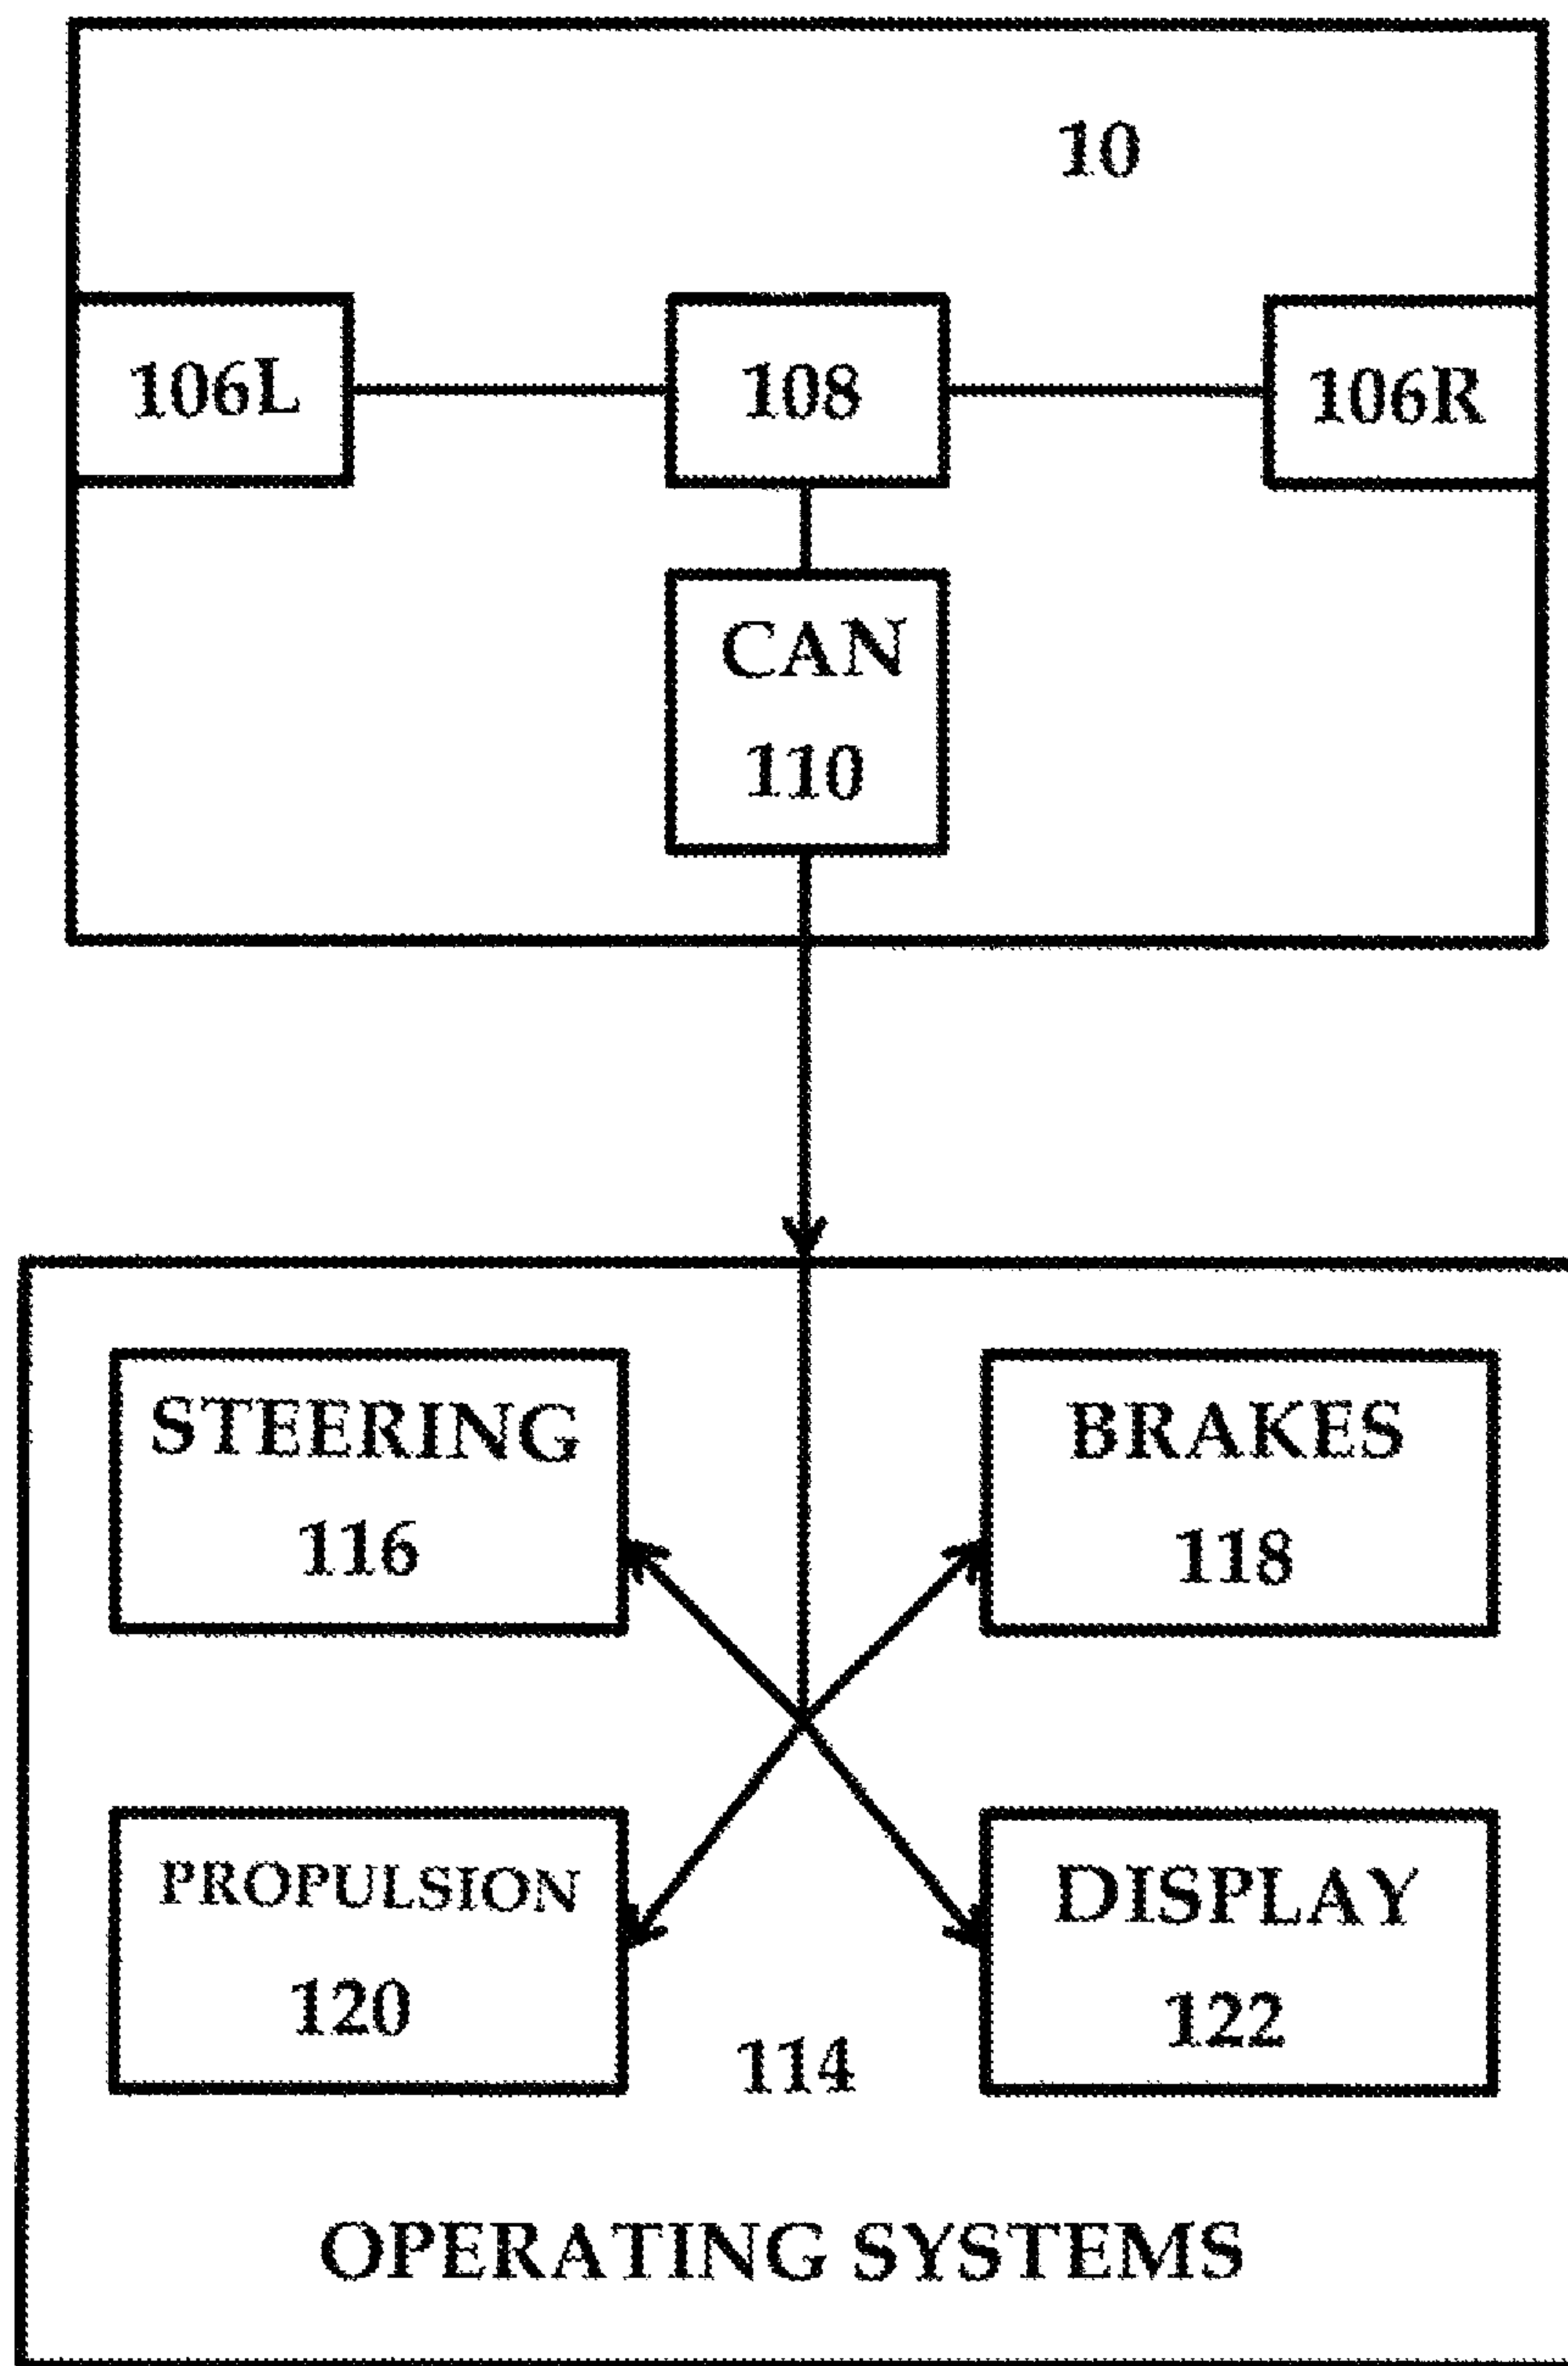 10
106L
108
106R
CAN
110
STEERING
116
BRAKES
118
PROPULSION
120
DISPLAY
122
114
OPERATING SYSTEMS